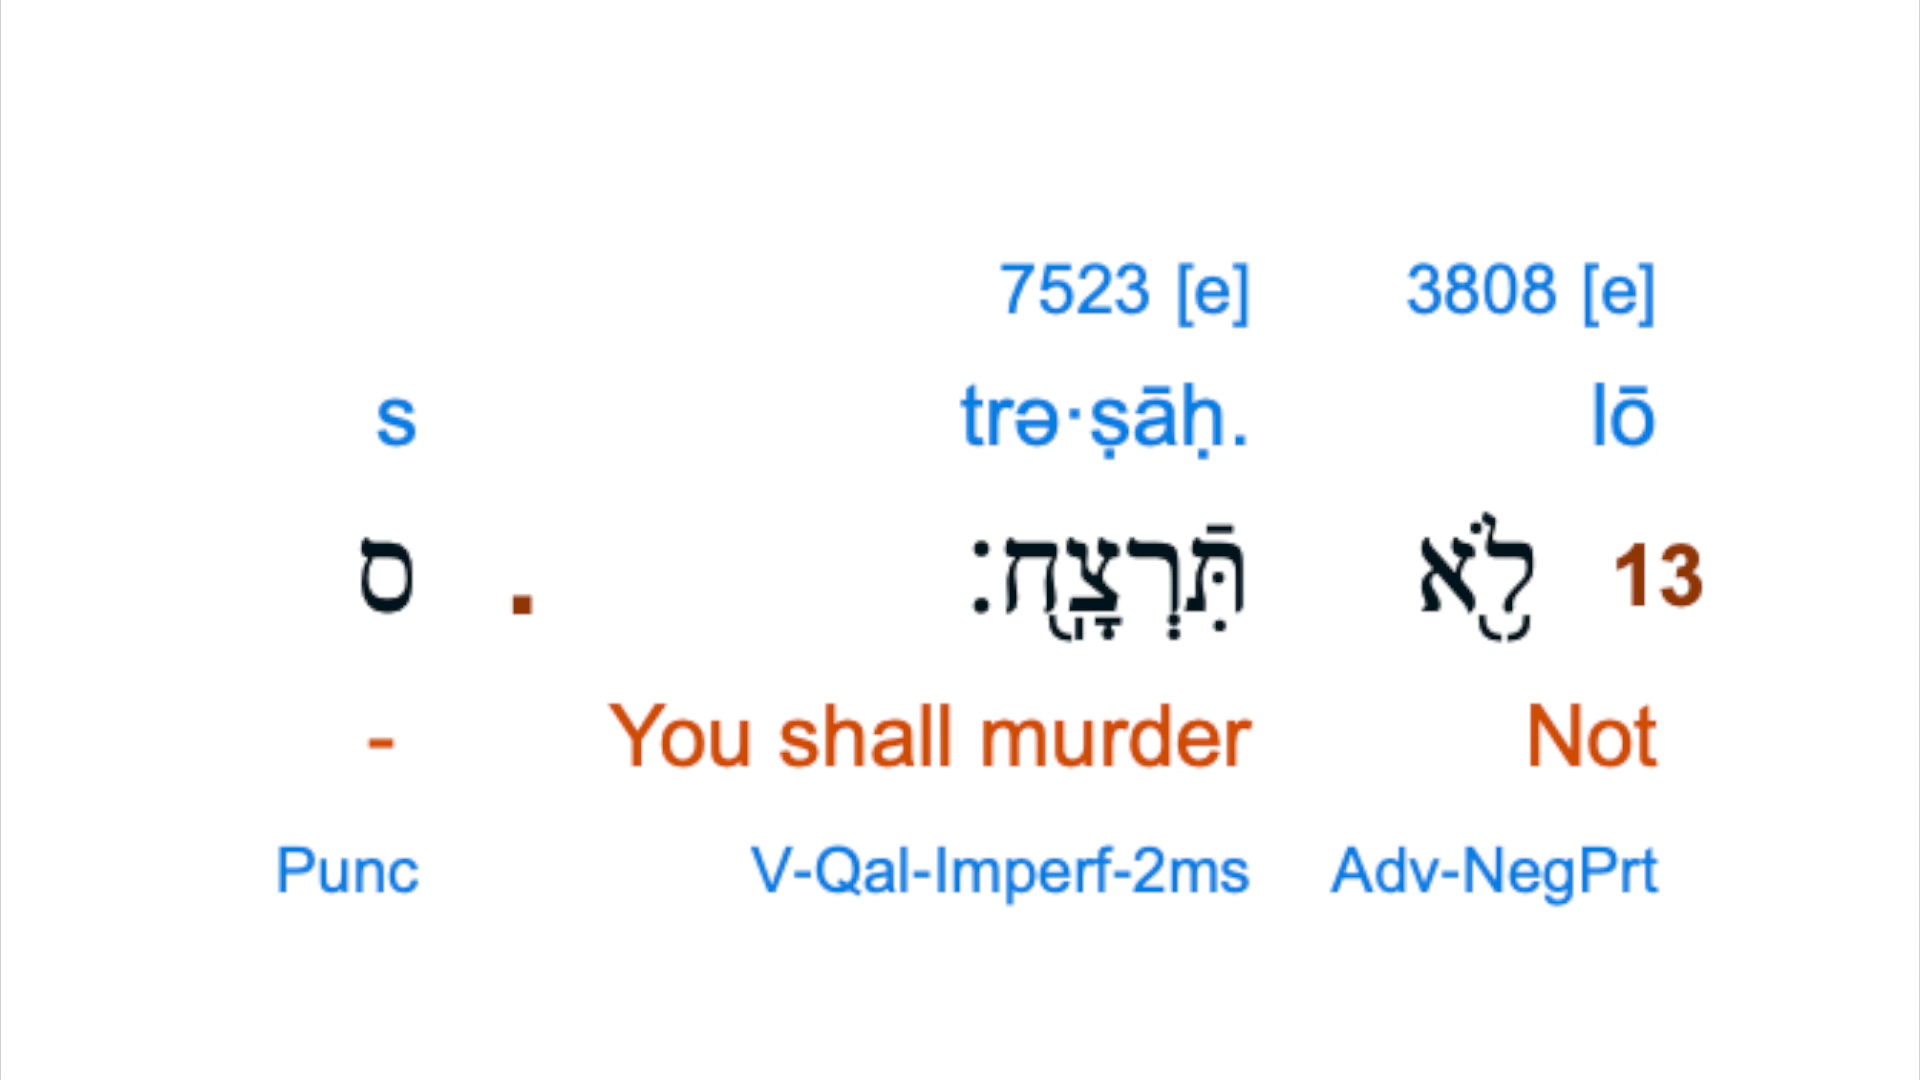 7523 [e] 3808 [e]
s trə·ṣāḥ. lō
13 לֹ֥֖א תִּֿ֒רְצָֽ֖ח׃ . ס
You shall murder Not
- 
Punc V-Qal-Imperf-2ms Adv-NegPrt